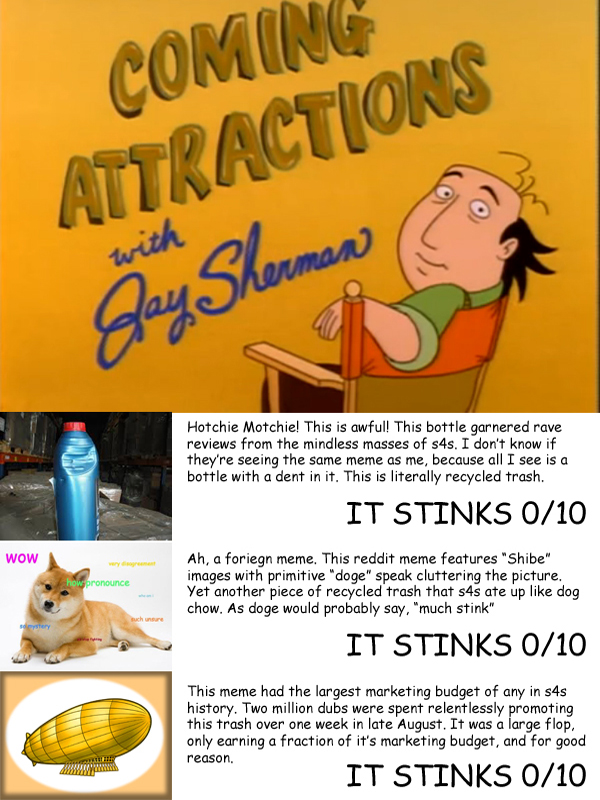 COMING
ATTRACTIONS
with
Jay Sherman
Hotchie Motchie! This is awful! This bottle garnered rave
reviews from the mindless masses of s4s. I don't know if
they're seeing the same meme as me, because all I see is a
bottle with a dent in it. This is literally recycled trash.
IT STINKS 0/10
wow
very disagreement
how pronounce
such unsure
so mystery
Ah, a foriegn meme. This reddit meme features “Shibe”
images with primitive “doge” speak cluttering the picture.
Yet another piece of recycled trash that s4s ate up like dog
chow. As doge would probably say, “much stink”
IT STINKS 0/10
This meme had the largest marketing budget of any in s4s
history. Two million dubs were spent relentlessly promoting
this trash over one week in late August. It was a large flop,
only earning a fraction of it's marketing budget, and for good
reason.
IT STINKS 0/10